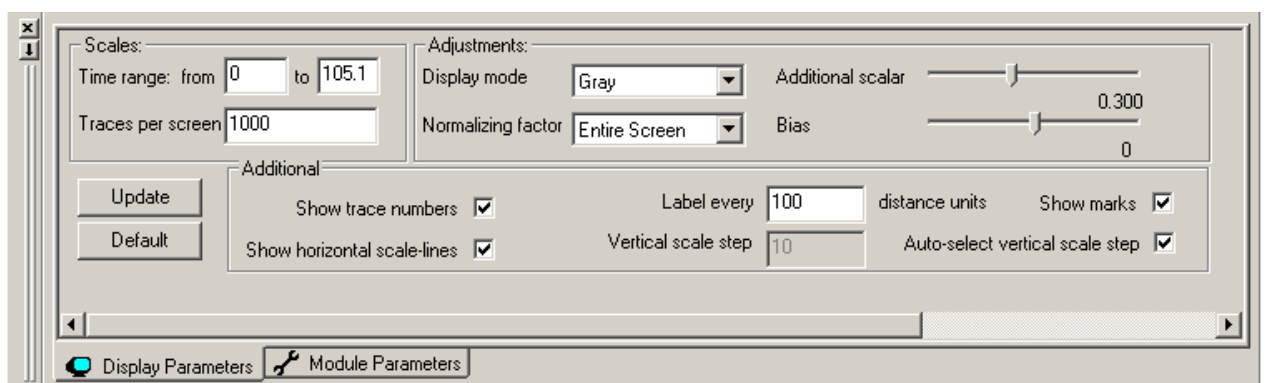 Scales:
Time range: from 0 to 105.1
Traces per screen 1000
Adjustments:
Display mode Gray
Normalizing factor Entire Screen
Additional scalar
0.300
Bias
0
Update
Default
Additional
Show trace numbers
Label every 100 distance units
Show marks
Show horizontal scale-lines
Vertical scale step 10
Auto-select vertical scale step
Display Parameters
Module Parameters